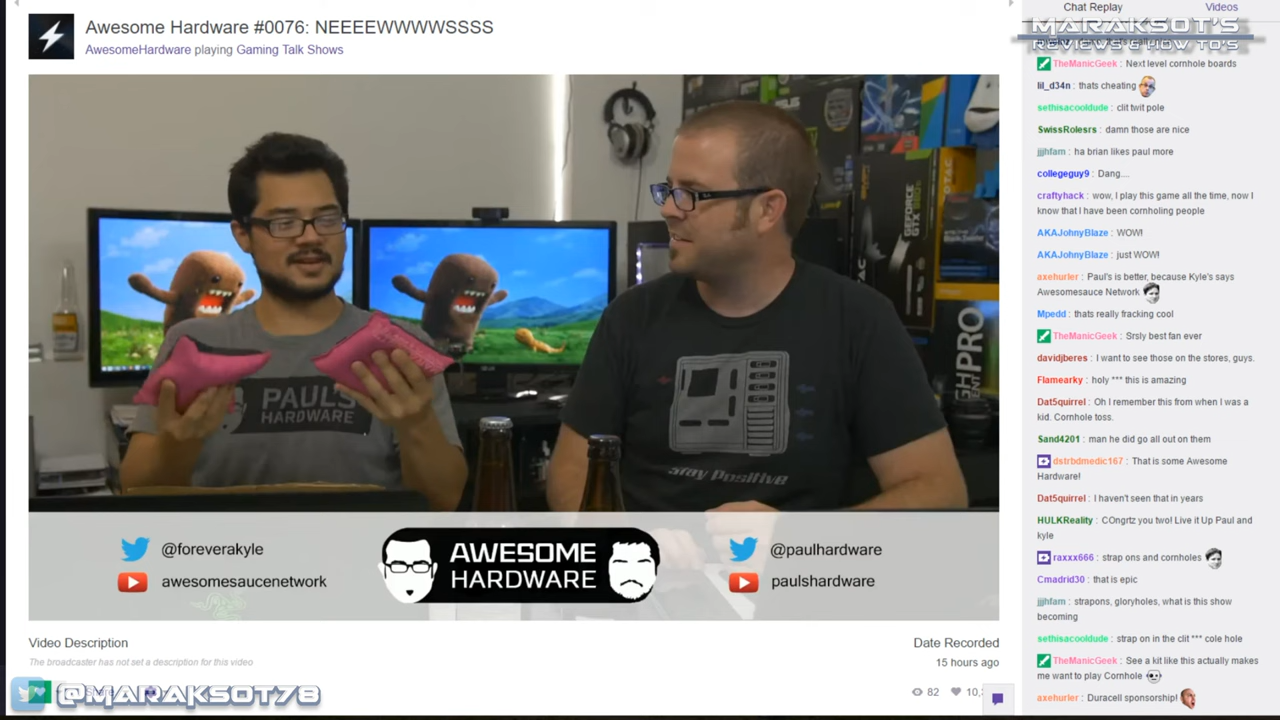 Awesome Hardware #0076: NEEEEWWWWSSSS
AwesomeHardware playing Gaming Talk Shows
PAUL'S
HARDWARE
Stay Positive
GEFORCE
@foreverakyle
awesomesaucenetwork
AWESOME
HARDWARE
@paulhardware
paulshardware
Video Description
Date Recorded
The broadcaster has not set a description for this video
15 hours ago
@MARAKSOT78
82
Chat Replay
Videos
MARAKSOT'S
REVIEWS & HOW TO'S
TheManicGeek : Next level cornhole boards
lil_d34n : thats cheating
sethisacooldude : clit twit pole
SwissRolesrs : damn those are nice
jjjhfam : ha brian likes paul more
collegeguy9 : Dang....
craftyhack : wow, I play this game all the time, now I
know that I have been cornholing people
AKAJohnyBlaze : WOW!
AKAJohnyBlaze : just WOW!
axehurler : Paul's is better, because Kyle's says
Awesomesauce Network
Mpedd : thats really fracking cool
TheManicGeek : Srsly best fan ever
davidjberes : I want to see those on the stores, guys.
Flamearky : holy *** this is amazing
Dat5quirrel : Oh I remember this from when I was a
kid. Cornhole toss.
Sand4201 : man he did go all out on them
dstrbdmedic167 : That is some Awesome
Hardware!
Dat5quirrel : I haven't seen that in years
HULKReality : COngrtz you two! Live it Up Paul and
kyle
raxxx666 : strap ons and cornholes
Cmadrid30 : that is epic
jjjhfam : strapons, gloryholes, what is this show
becoming
sethisacooldude : strap on in the clit *** cole hole
TheManicGeek : See a kit like this actually makes
me want to play Cornhole
axehurler : Duracell sponsorship!